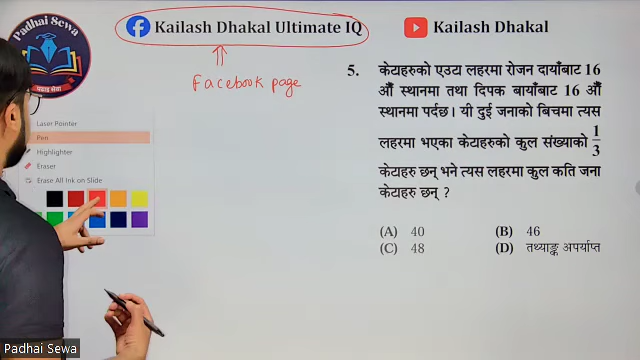 Padhai Sewa
पढाइ सेवा
Kailash Dhakal Ultimate IQ
Kailash Dhakal
Facebook page
Laser Pointer
Pen
Highlighter
Eraser
Erase All Ink on Slide
5. केटाहरुको एउटा लहरमा रोजन दायाँबाट 16
औँ स्थानमा तथा दिपक बायाँबाट 16 औँ
स्थानमा पर्दछ। यी दुई जनाको बिचमा त्यस
लहरमा भएका केटाहरुको कुल संख्याको 1/3
केटाहरु छन् भने त्यस लहरमा कुल कति जना
केटाहरु छन् ?
(A) 40 (B) 46
(C) 48 (D) तथ्याङ्क अपर्याप्त
Padhai Sewa